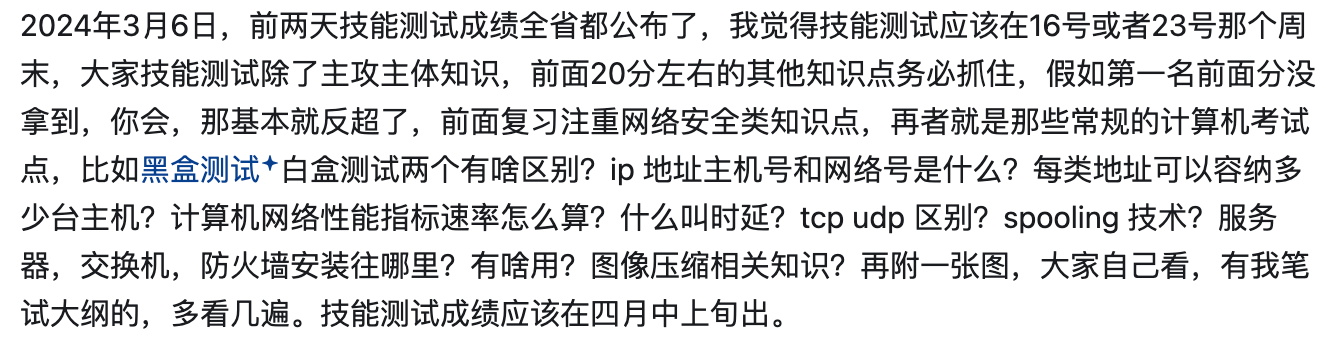 2024年3月6日，前两天技能测试成绩全省都公布了，我觉得技能测试应该在16号或者23号那个周
末，大家技能测试除了主攻主体知识，前面20分左右的其他知识点务必抓住，假如第一名前面分没
拿到，你会，那基本就反超了，前面复习注重网络安全类知识点，再者就是那些常规的计算机考试
点，比如黑盒测试白盒测试两个有啥区别？ip 地址主机号和网络号是什么？每类地址可以容纳多
少台主机？计算机网络性能指标速率怎么算？什么叫时延？tcp udp 区别？spooling 技术？服务
器，交换机，防火墙安装往哪里？有啥用？图像压缩相关知识？再附一张图，大家自己看，有我笔
试大纲的，多看几遍。技能测试成绩应该在四月中上旬出。